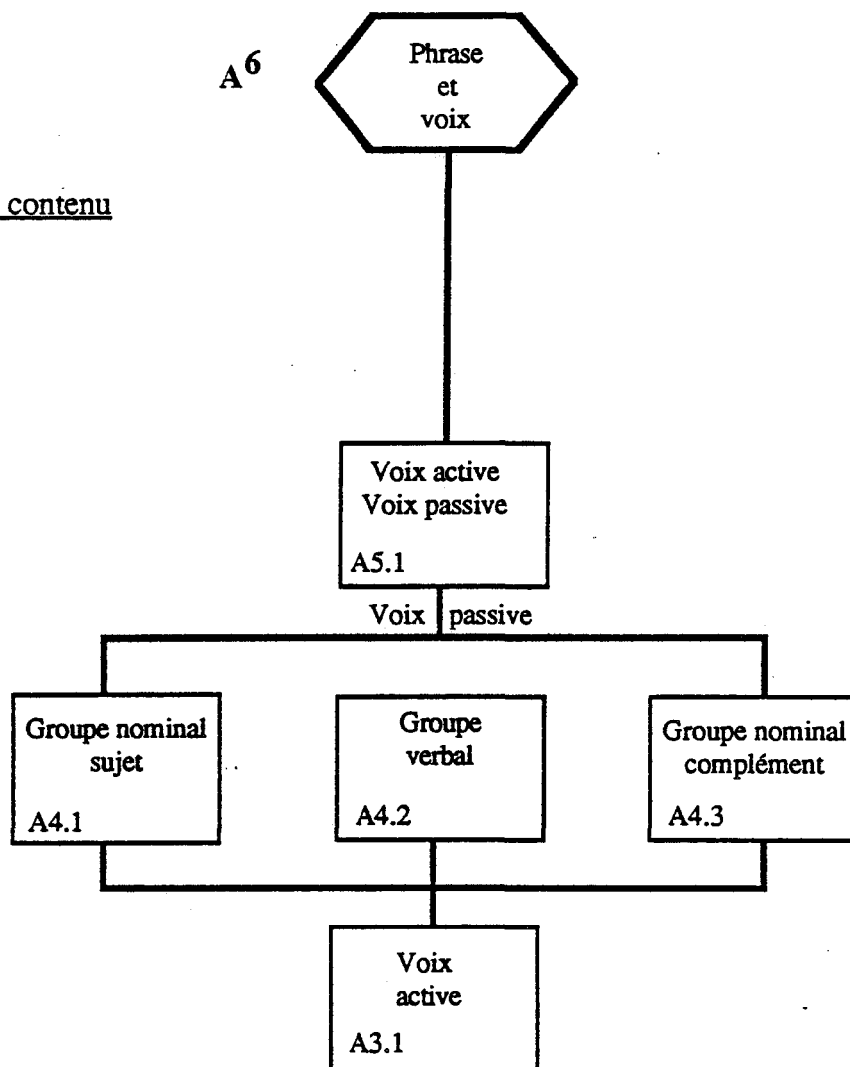 A6
Phrase
et
voix
contenu
Voix active
Voix passive
A5.1
Voix passive
Groupe nominal
sujet
A4.1
Groupe
verbal
A4.2
Groupe nominal
complément
A4.3
Voix
active
A3.1